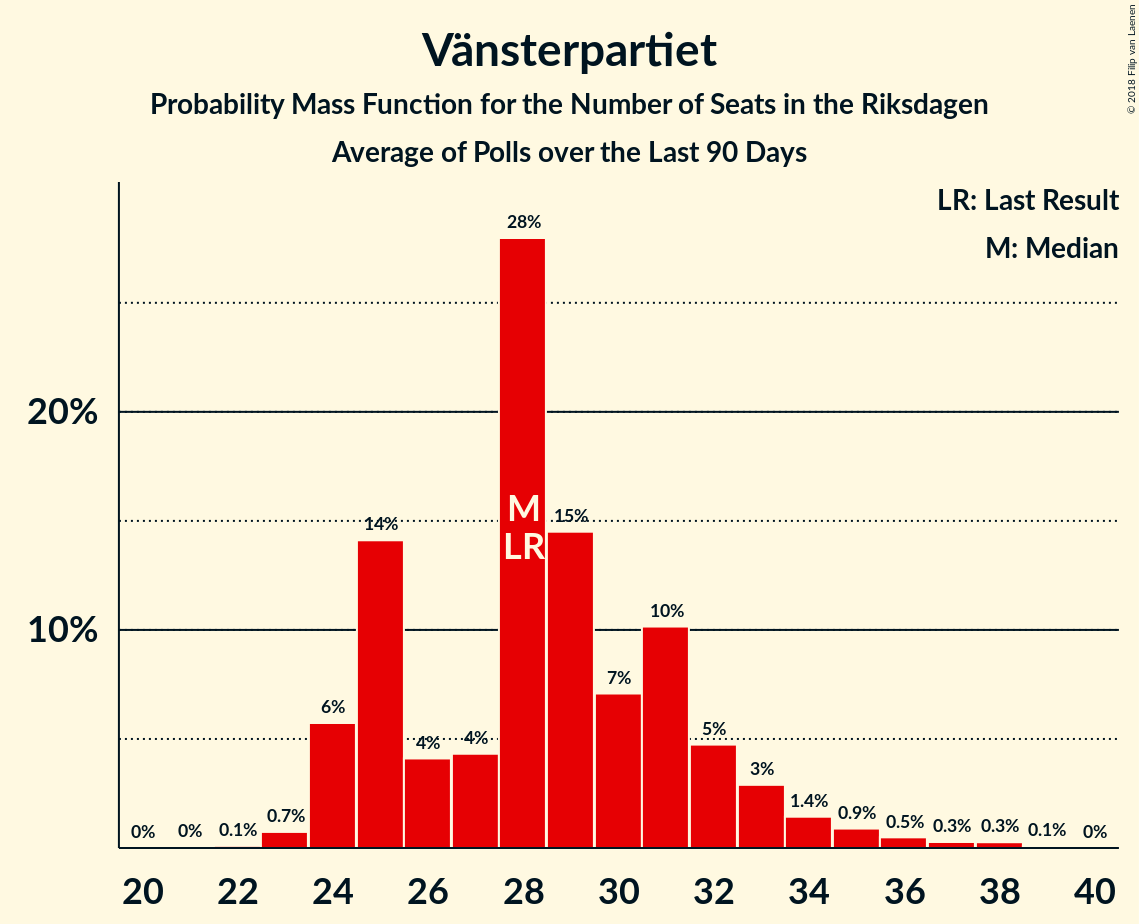 Vänsterpartiet
Probability Mass Function for the Number of Seats in the Riksdagen
Average of Polls over the Last 90 Days
© 2018 Filip van Laenen
LR: Last Result
M: Median
20%
10%
0%
0%
0.1%
0.7%
6%
14%
4%
4%
28%
M
LR
15%
7%
10%
5%
3%
1.4%
0.9%
0.5%
0.3%
0.3%
0.1%
0%
20 22 24 26 28 30 32 34 36 38 40